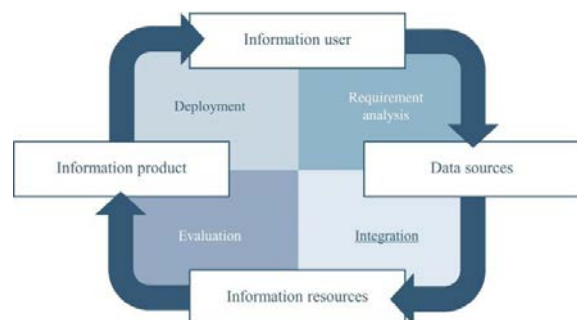 Information user
Deployment
Requirement
analysis
Information product
Data sources
Evaluation
Integration
Information resources